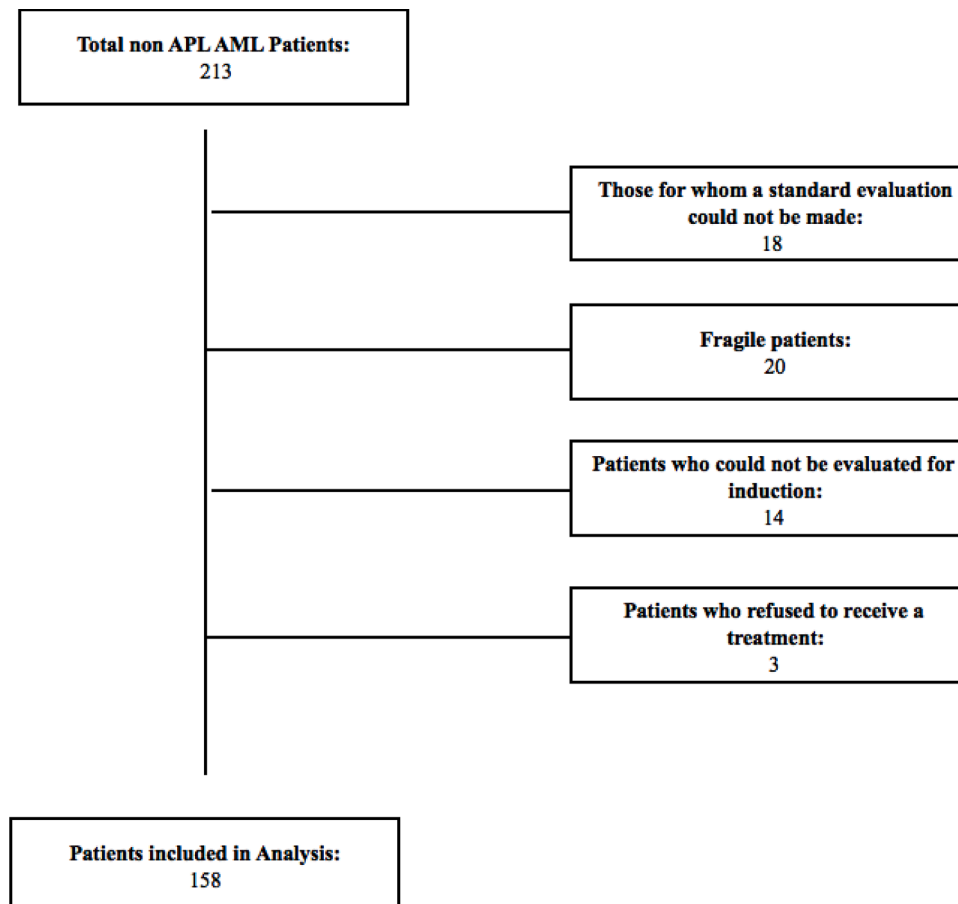 Total non APL AML Patients:
213
Those for whom a standard evaluation
could not be made:
18
Fragile patients:
20
Patients who could not be evaluated for
induction:
14
Patients who refused to receive a
treatment:
3
Patients included in Analysis:
158